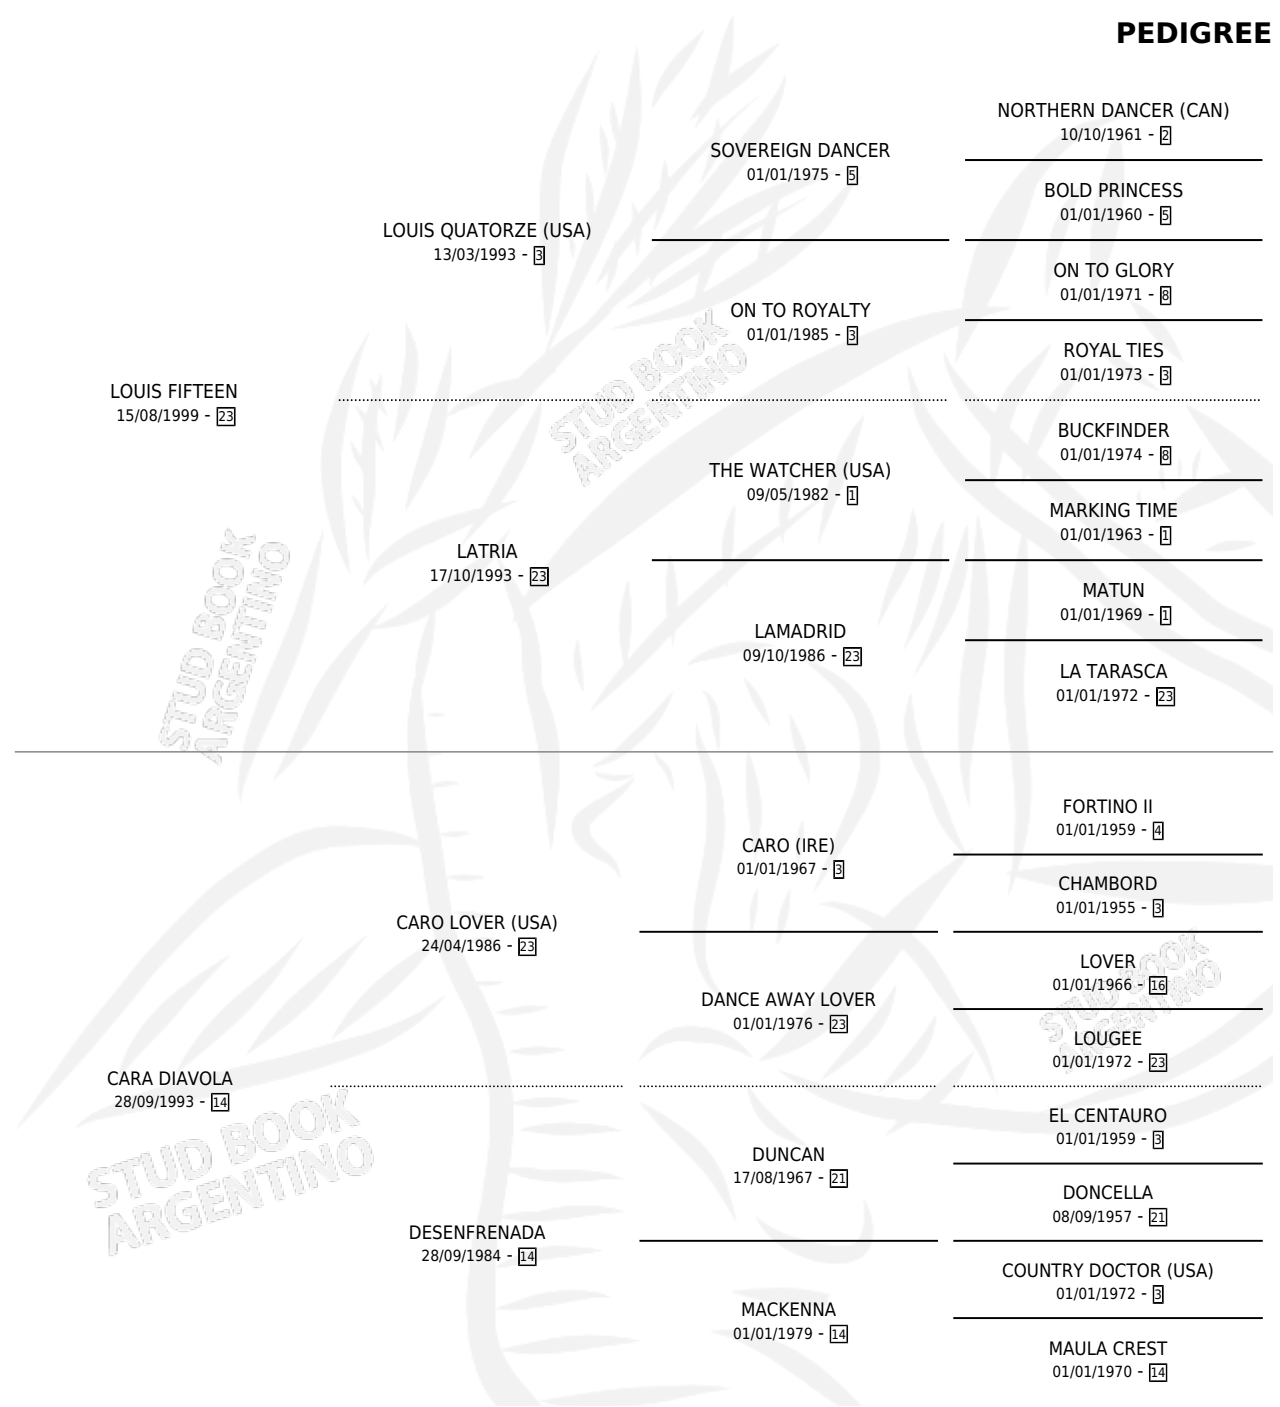 PEDIGREE
NORTHERN DANCER (CAN)
10/10/1961 - 2
SOVEREIGN DANCER
01/01/1975 - 5
BOLD PRINCESS
01/01/1960 - 5
LOUIS QUATORZE (USA)
13/03/1993 - 3
ON TO GLORY
01/01/1971 - 8
ON TO ROYALTY
01/01/1985 - 3
ROYAL TIES
01/01/1973 - 3
LOUIS FIFTEEN
15/08/1999 - 23
BUCKFINDER
01/01/1974 - 8
THE WATCHER (USA)
09/05/1982 - 1
MARKING TIME
01/01/1963 - 1
LATRIA
17/10/1993 - 23
MATUN
01/01/1969 - 1
LAMADRID
09/10/1986 - 23
LA TARASCA
01/01/1972 - 23
FORTINO II
01/01/1959 - 4
CARO (IRE)
01/01/1967 - 3
CHAMBORD
01/01/1955 - 3
CARO LOVER (USA)
24/04/1986 - 23
LOVER
01/01/1966 - 16
DANCE AWAY LOVER
01/01/1976 - 23
LOUGEE
01/01/1972 - 23
CARA DIAVOLA
28/09/1993 - 14
EL CENTAURO
01/01/1959 - 3
DUNCAN
17/08/1967 - 21
DONCELLA
08/09/1957 - 21
DESENFRENADA
28/09/1984 - 14
COUNTRY DOCTOR (USA)
01/01/1972 - 3
MACKENNA
01/01/1979 - 14
MAULA CREST
01/01/1970 - 14
STUD BOOK
ARGENTINO
STUD BOOK
ARGENTINO
STUD BOOK
ARGENTINO
STUD BOOK
ARGENTINO